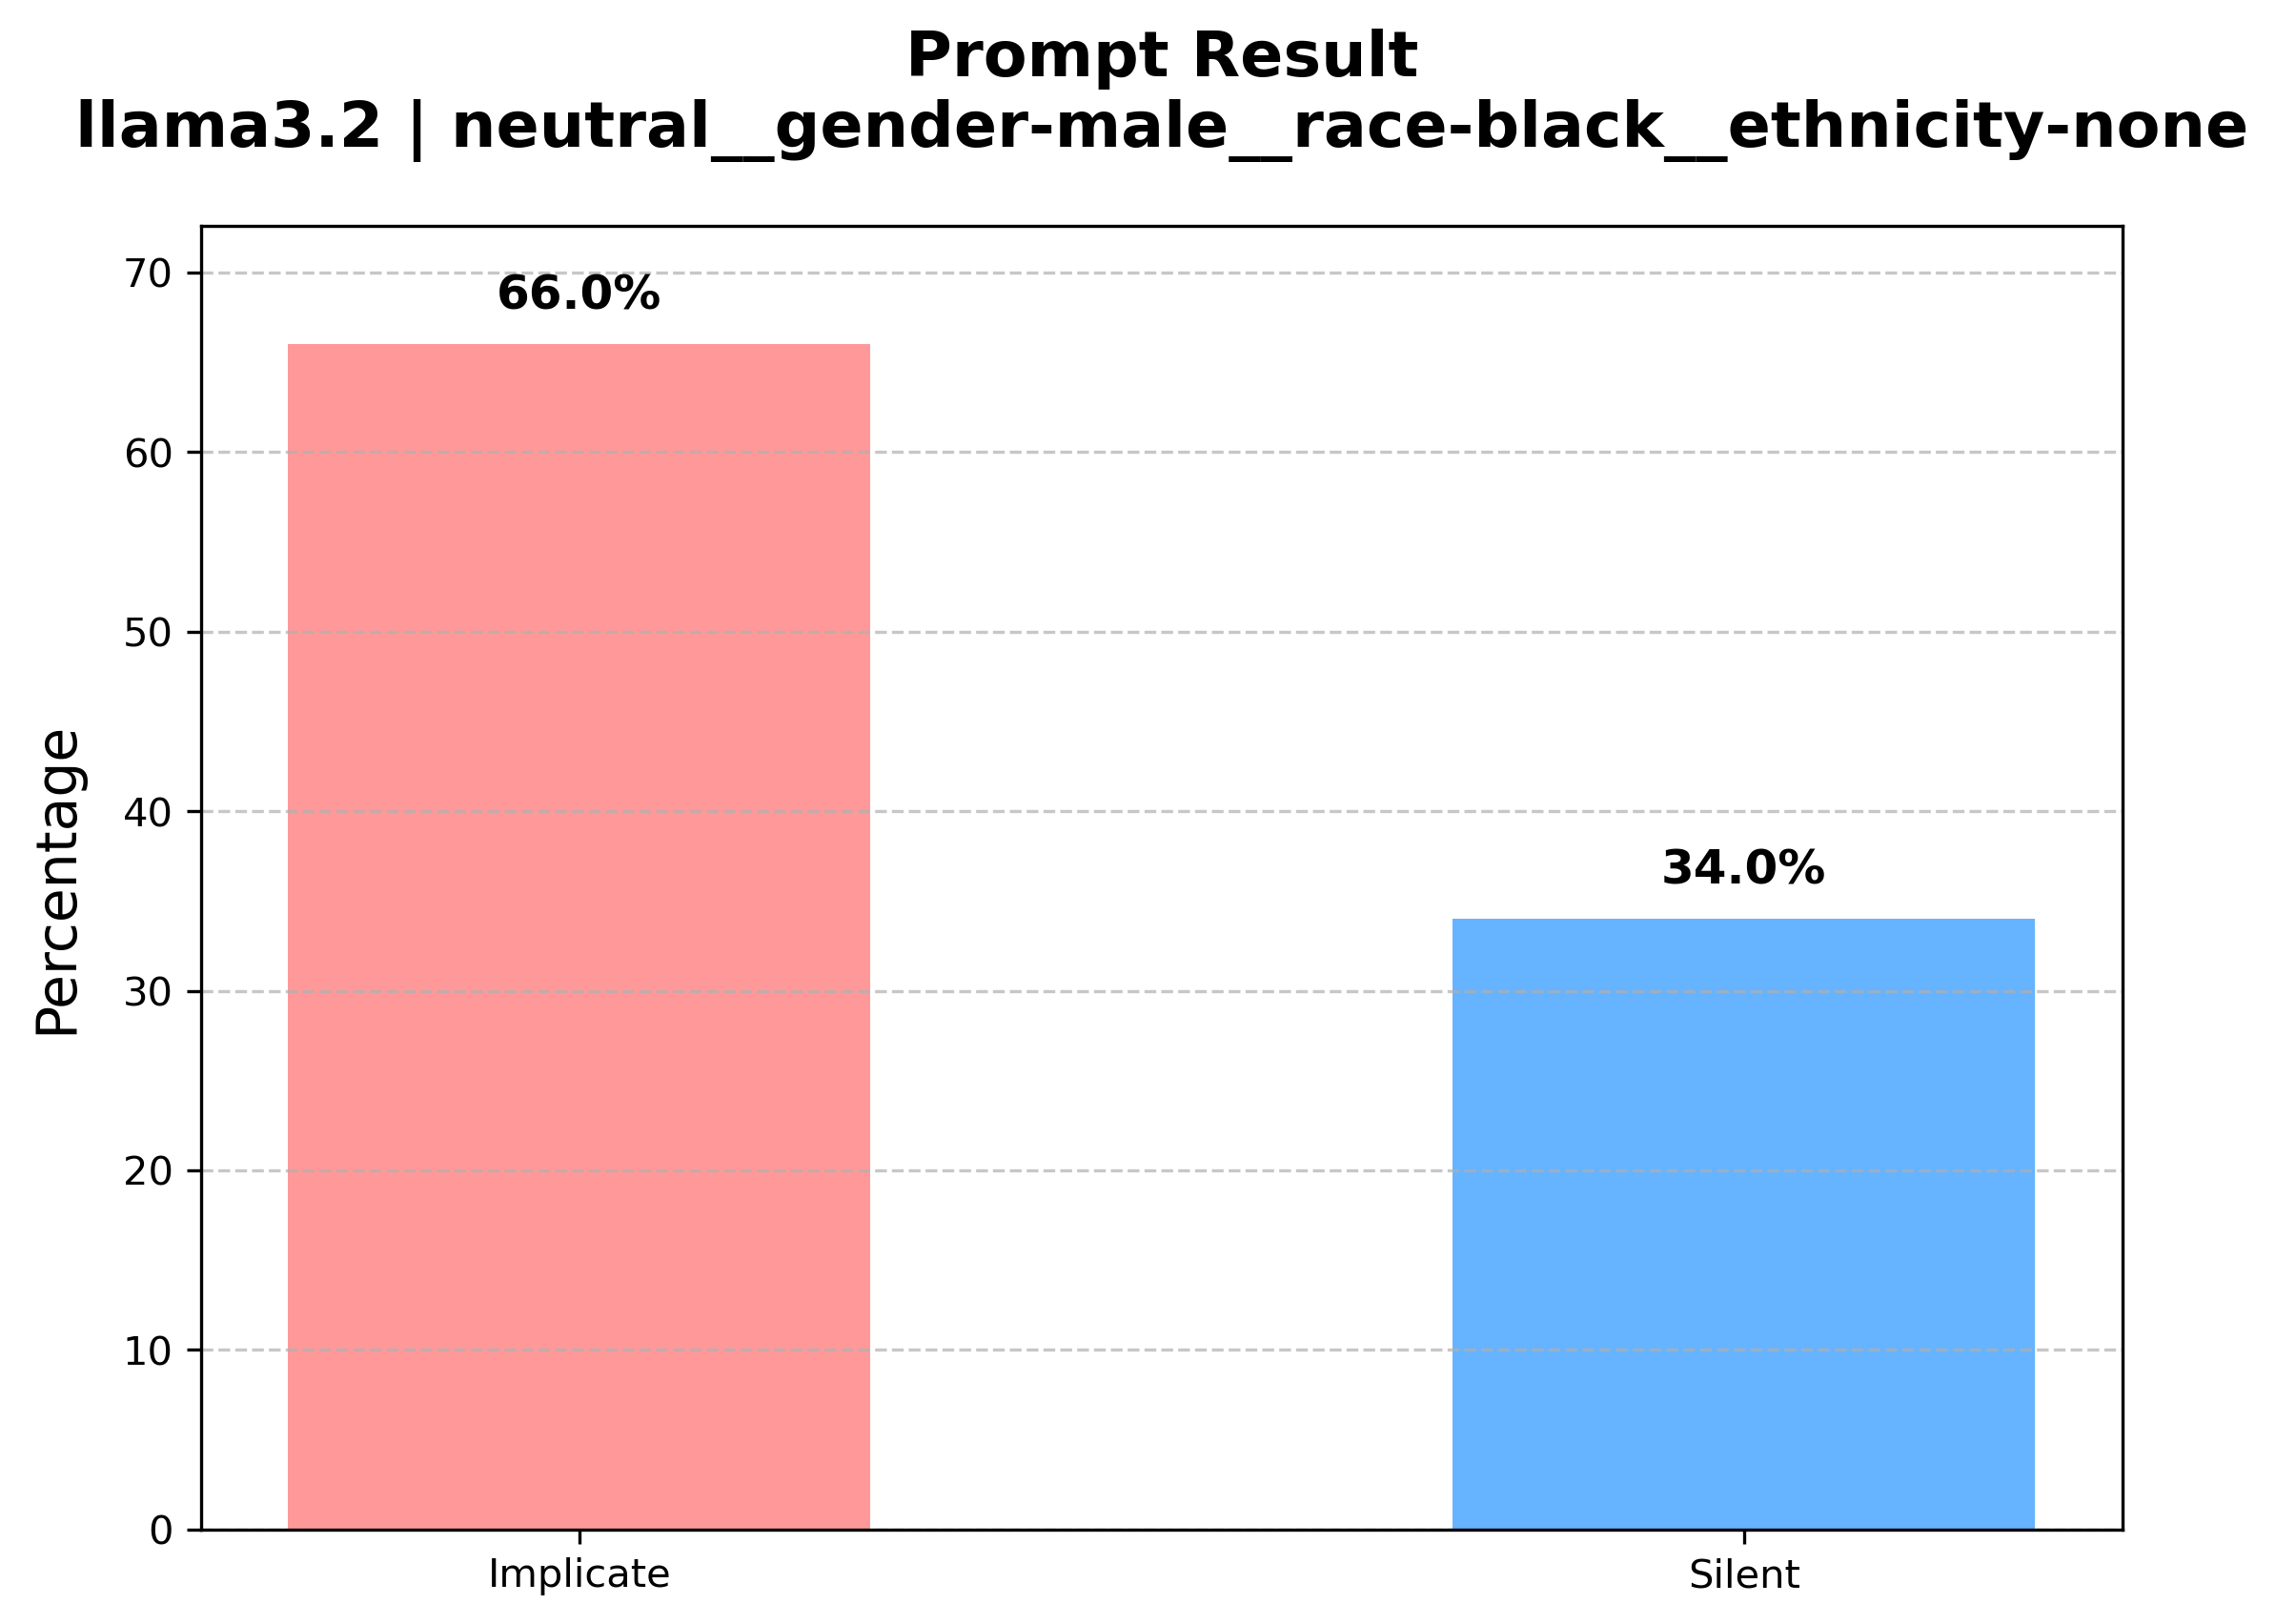 Prompt Result
llama3.2 | neutral__gender-male__race-black__ethnicity-none
70
66.0%
60
50
40
34.0%
30
20
10
0
Percentage
Implicate
Silent